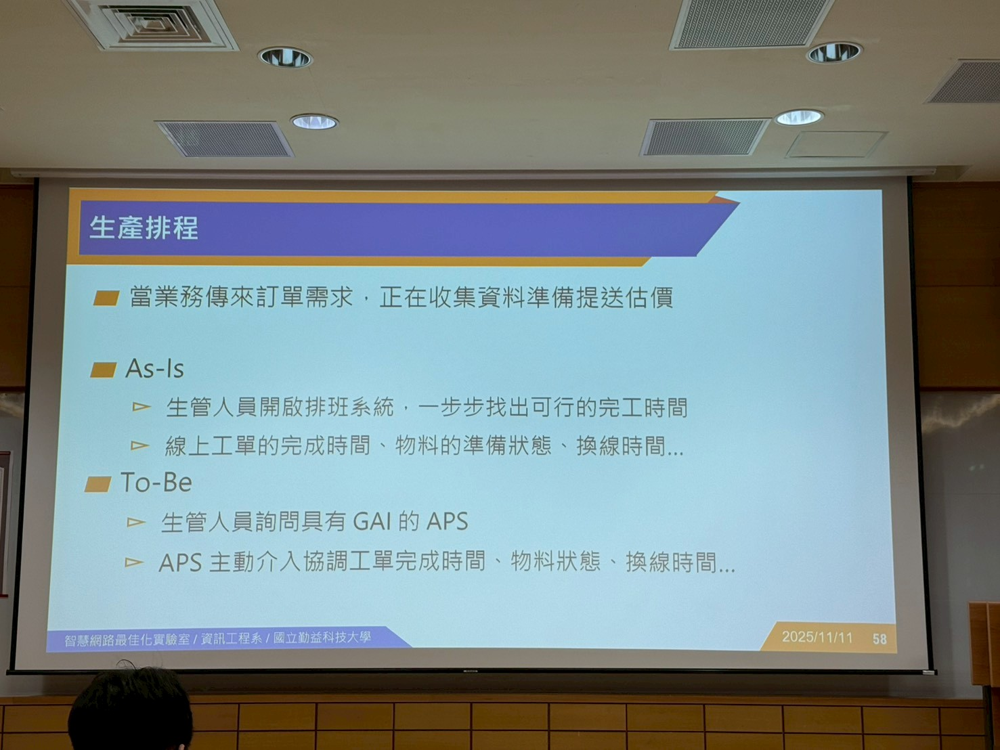 生產排程
當業務傳來訂單需求，正在收集資料準備提送估價
As-Is
生管人員開啟排班系統，一步步找出可行的完工時間
線上工單的完成時間、物料的準備狀態、換線時間...
To-Be
生管人員詢問具有 GAI 的 APS
APS 主動介入協調工單完成時間、物料狀態、換線時間...
智慧網路最佳化實驗室 / 資訊工程系 / 國立勤益科技大學
2025/11/11 58